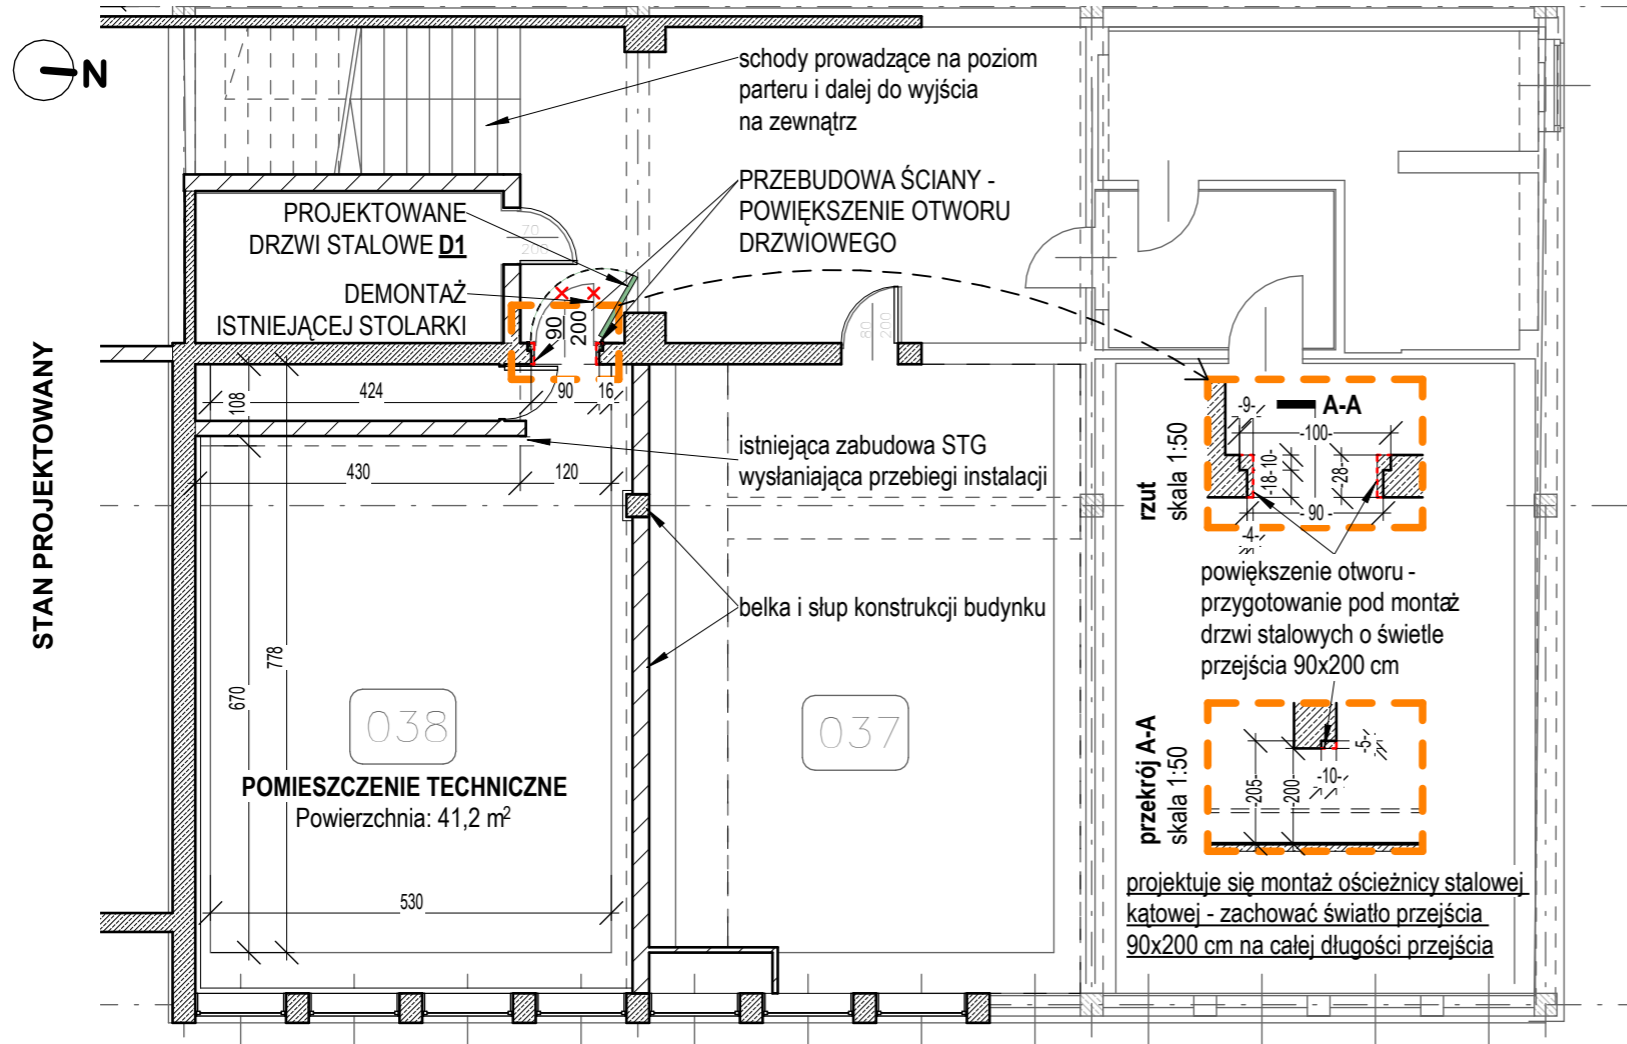 N
STAN PROJEKTOWANY
schody prowadzące na poziom
parteru i dalej do wyjścia
na zewnątrz
PRZEBUDOWA ŚCIANY -
POWIĘKSZENIE OTWORU
DRZWIOWEGO
PROJEKTOWANE
DRZWI STALOWE D1
DEMONTAŻ
ISTNIEJĄCEJ STOLARKI
70
200
90
200
80
200
424
90
16
108
430
120
istniejąca zabudowa STG
wysłaniająca przebiegi instalacji
belka i słup konstrukcji budynku
778
670
038
037
POMIESZCZENIE TECHNICZNE
Powierzchnia: 41,2 m²
530
rzut
skala 1:50
A-A
-9-
-100-
-18-10-
-28-
- 90 -
-4-
powiększenie otworu -
przygotowanie pod montaż
drzwi stalowych o świetle
przejścia 90x200 cm
przekrój A-A
skala 1:50
-5-
-10-
-205-
-200-
projektuje się montaż ościeżnicy stalowej
kątowej - zachować światło przejścia
90x200 cm na całej długości przejścia